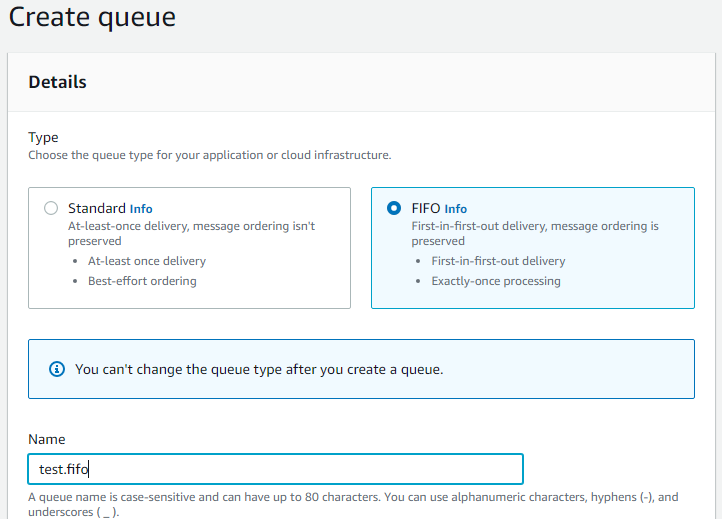 Create queue
Details
Type
Choose the queue type for your application or cloud infrastructure.
Standard Info
At-least-once delivery, message ordering isn't
preserved
• At-least once delivery
• Best-effort ordering
FIFO Info
First-in-first-out delivery, message ordering is
preserved
• First-in-first-out delivery
• Exactly-once processing
You can't change the queue type after you create a queue.
Name
test.fifo
A queue name is case-sensitive and can have up to 80 characters. You can use alphanumeric characters, hyphens (-), and
underscores ( _ ).